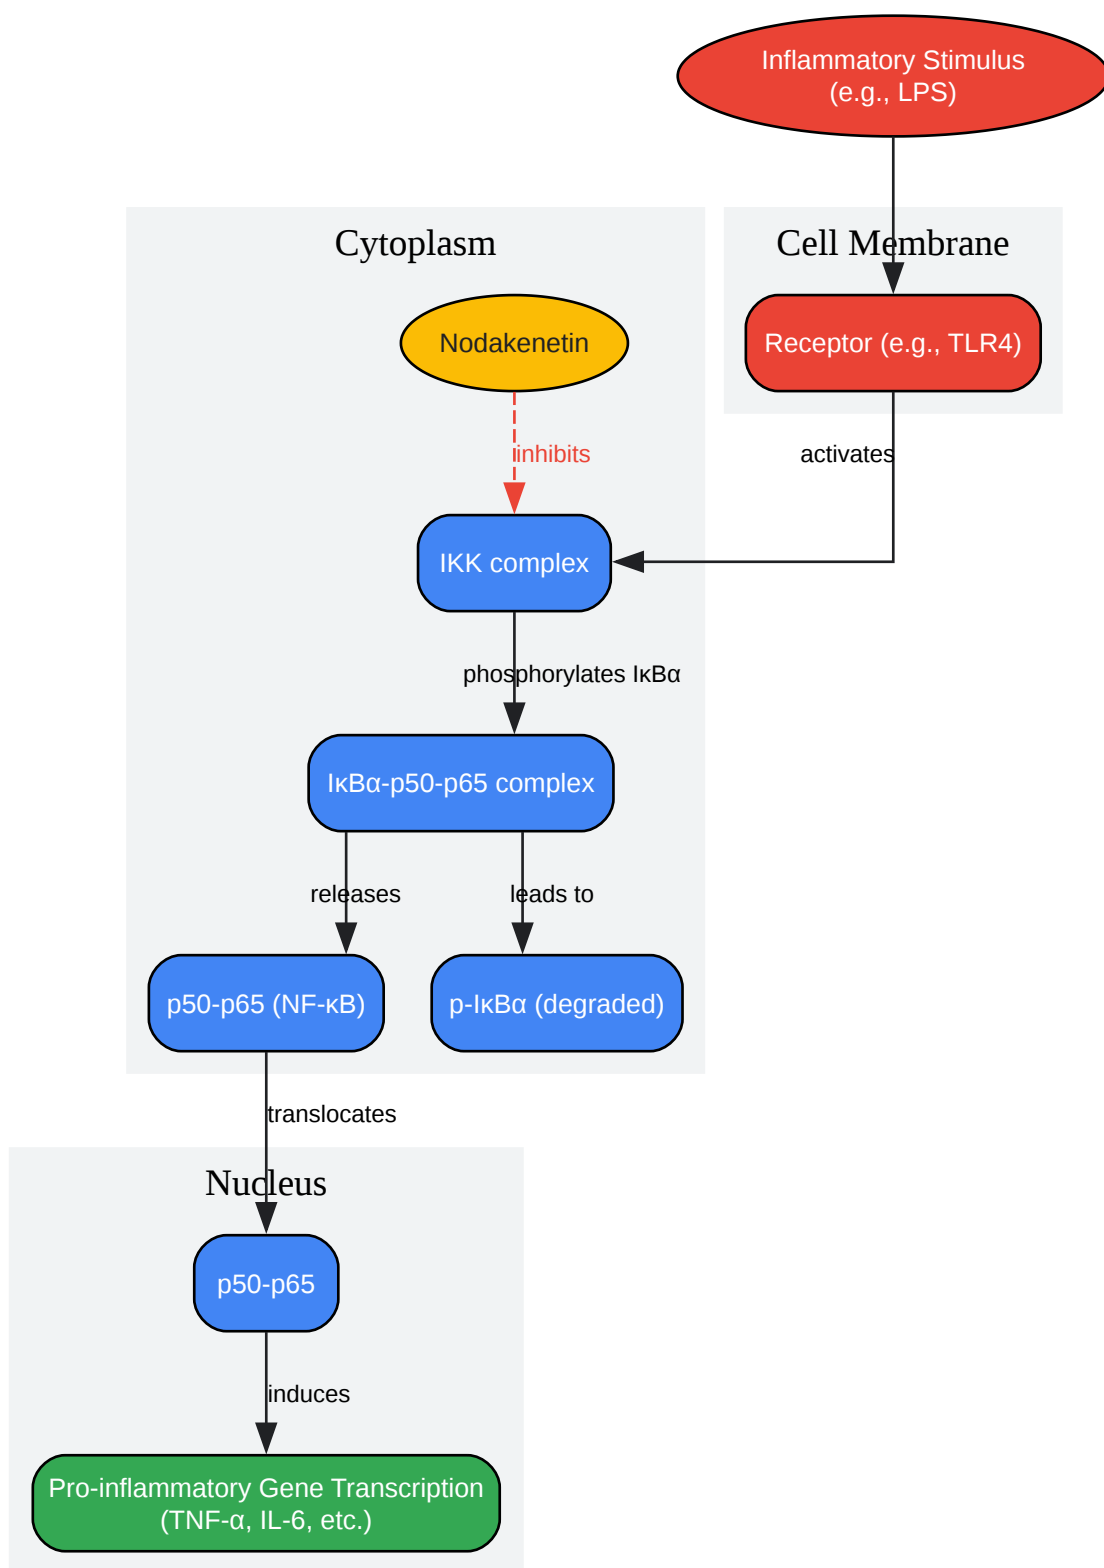 Inflammatory Stimulus
(e.g., LPS)
Cytoplasm
Cell Membrane
Nodakenetin
Receptor (e.g., TLR4)
inhibits
activates
IKK complex
phosphorylates IκBα
IκBα-p50-p65 complex
releases
leads to
p50-p65 (NF-κB)
p-IκBα (degraded)
translocates
Nucleus
p50-p65
induces
Pro-inflammatory Gene Transcription
(TNF-α, IL-6, etc.)